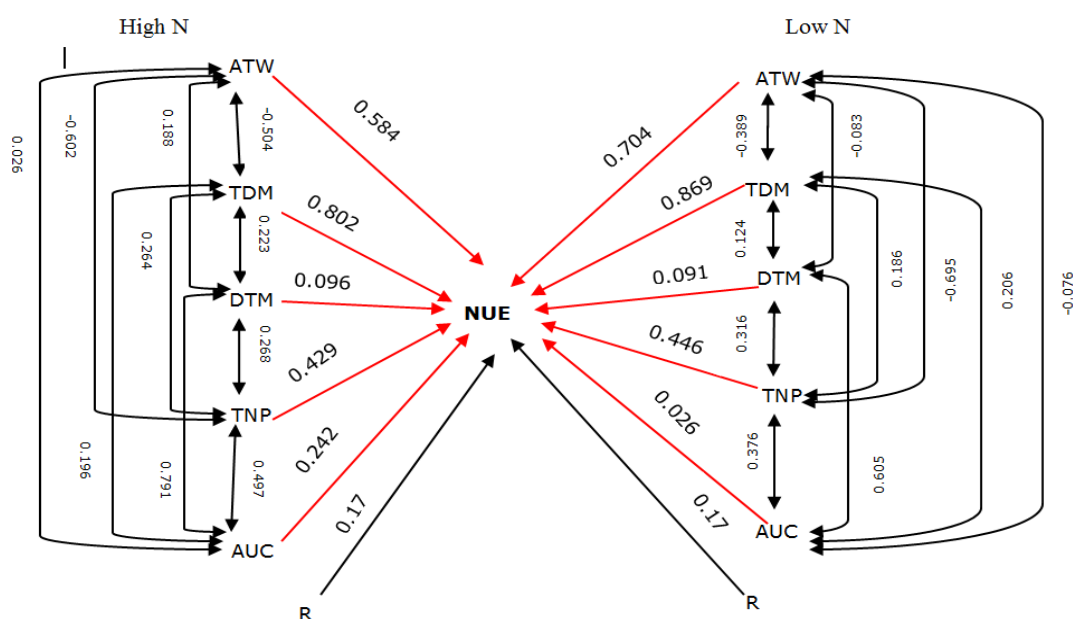 High N
Low N
ATW
TDM
DTM
TNP
AUC
R
0.026
-0.602
0.188
-0.504
0.264
0.223
0.268
0.196
0.791
0.497
0.584
0.802
0.096
0.429
0.242
0.17
NUE
0.704
0.869
0.091
0.446
0.026
0.17
ATW
TDM
DTM
TNP
AUC
R
-0.389
-0.083
0.124
0.186
-0.695
0.206
-0.076
0.316
0.376
0.605